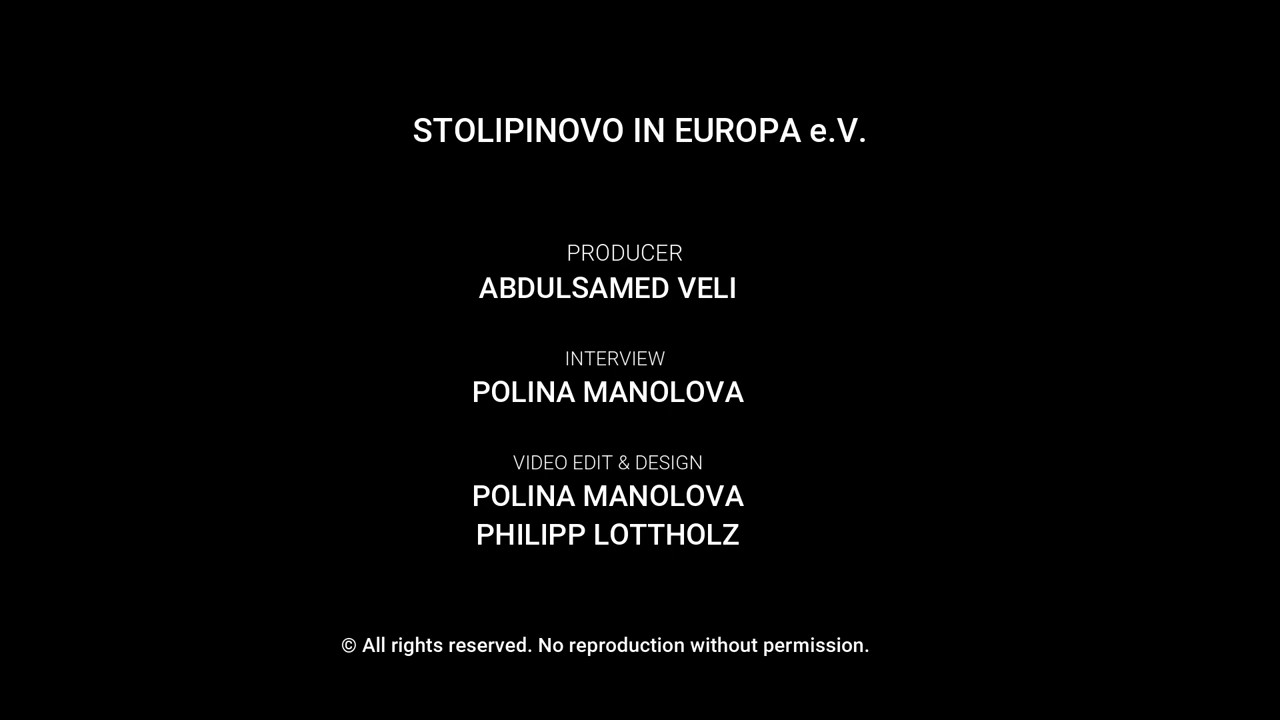 STOLIPINOVO IN EUROPA e.V.
PRODUCER
ABDULSAMED VELI
INTERVIEW
POLINA MANOLOVA
VIDEO EDIT & DESIGN
POLINA MANOLOVA
PHILIPP LOTTHOLZ
© All rights reserved. No reproduction without permission.